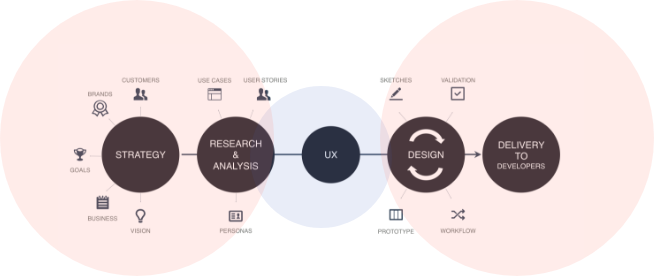 CUSTOMERS
BRANDS
GOALS
BUSINESS
VISION
STRATEGY
USE CASES
USER STORIES
RESEARCH
&
ANALYSIS
PERSONAS
UX
SKETCHES
VALIDATION
DESIGN
PROTOTYPE
WORKFLOW
DELIVERY
TO
DEVELOPERS